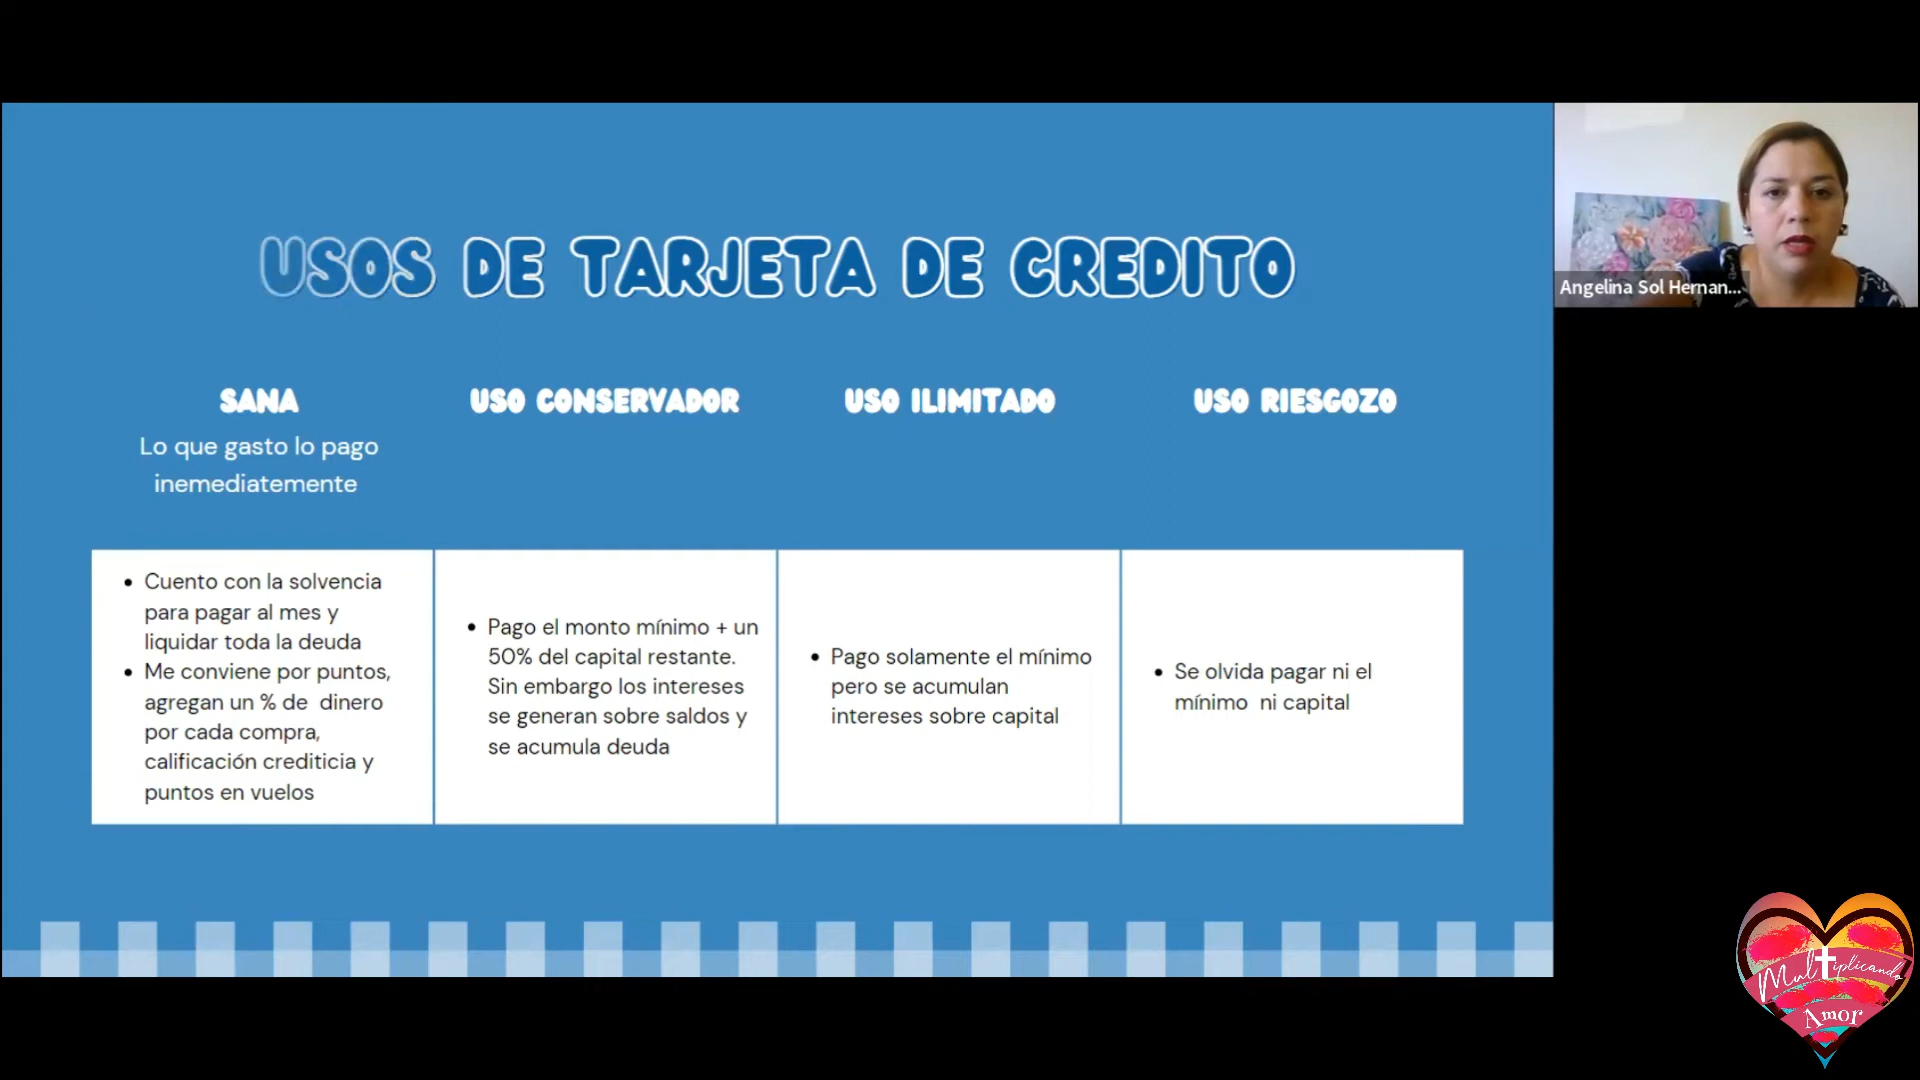 USOS DE TARJETA DE CREDITO
SANA
Lo que gasto lo pago
inemediatemente
USO CONSERVADOR
USO ILIMITADO
USO RIESGOZO
• Cuento con la solvencia
para pagar al mes y
liquidar toda la deuda
• Me conviene por puntos,
agregan un % de dinero
por cada compra,
calificación crediticia y
puntos en vuelos
• Pago el monto mínimo + un
50% del capital restante.
Sin embargo los intereses
se generan sobre saldos y
se acumula deuda
• Pago solamente el mínimo
pero se acumulan
intereses sobre capital
• Se olvida pagar ni el
mínimo ni capital
Angelina Sol Hernan...
Multiplicando
Amor